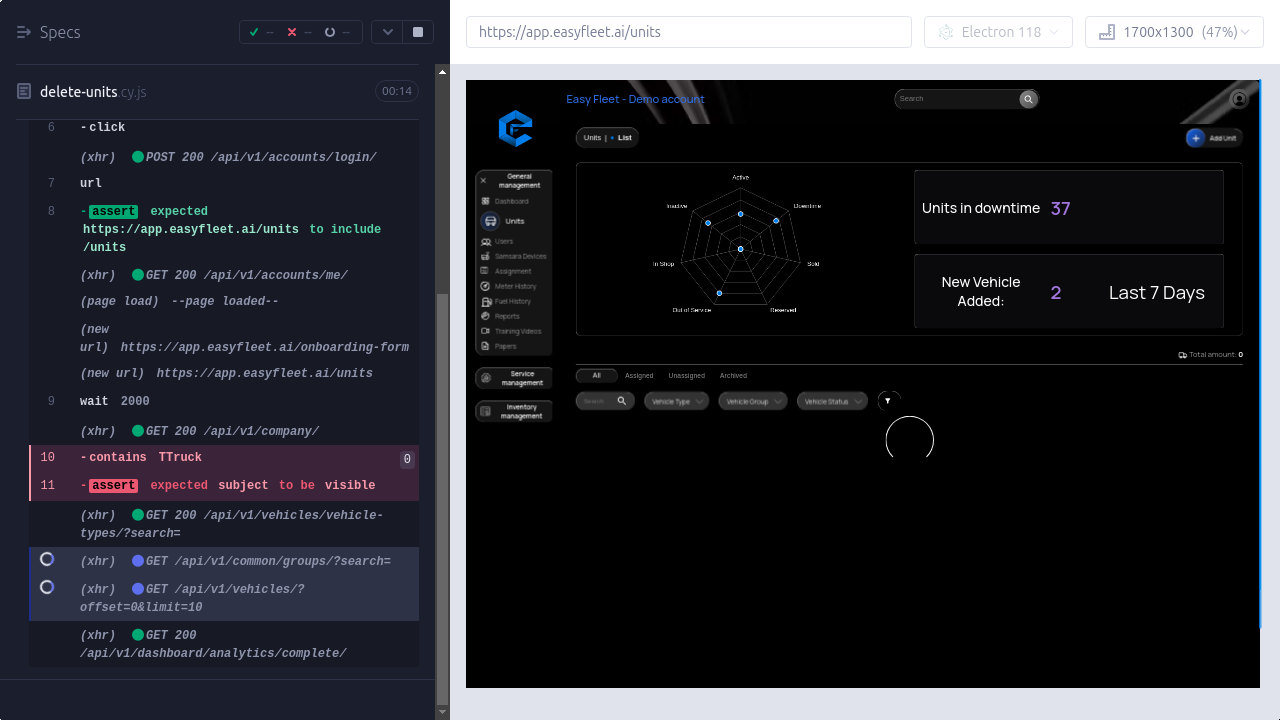 Specs
--
--
--
https://app.easyfleet.ai/units
Electron 118
1700x1300 (47%)
delete-units.cy.js
00:14
6 -click
(xhr) POST 200 /api/v1/accounts/login/
7 url
8 -assert expected
https://app.easyfleet.ai/units to include
/units
(xhr) GET 200 /api/v1/accounts/me/
(page load) --page loaded--
(new
url) https://app.easyfleet.ai/onboarding-form
(new url) https://app.easyfleet.ai/units
9 wait 2000
(xhr) GET 200 /api/v1/company/
10 -contains TTruck 0
11 -assert expected subject to be visible
(xhr) GET 200 /api/v1/vehicles/vehicle-
types/?search=
(xhr) GET /api/v1/common/groups/?search=
(xhr) GET /api/v1/vehicles/?
offset=0&limit=10
(xhr) GET 200
/api/v1/dashboard/analytics/complete/
Easy Fleet - Demo account
Search
Units | • List
Add Unit
General
management
Dashboard
Units
Users
Samsara Devices
Assignment
Meter History
Fuel History
Reports
Training Videos
Papers
Service
management
Inventory
management
Active
Inactive
Downtime
In Shop
Sold
Out of Service
Reserved
Units in downtime 37
New Vehicle
Added:
2
Last 7 Days
Total amount: 0
All
Assigned
Unassigned
Archived
Search
Vehicle Type
Vehicle Group
Vehicle Status